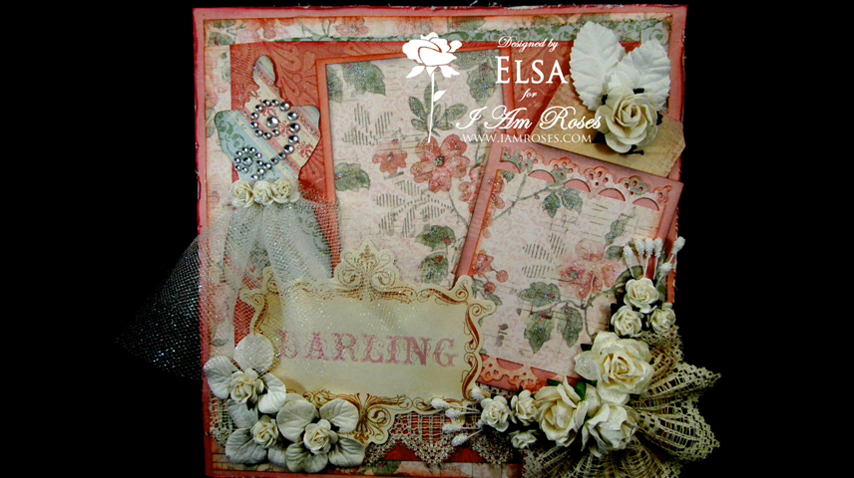 Designed by
ELSA
for
I Am Roses
WWW.IAMROSES.COM
DARLING